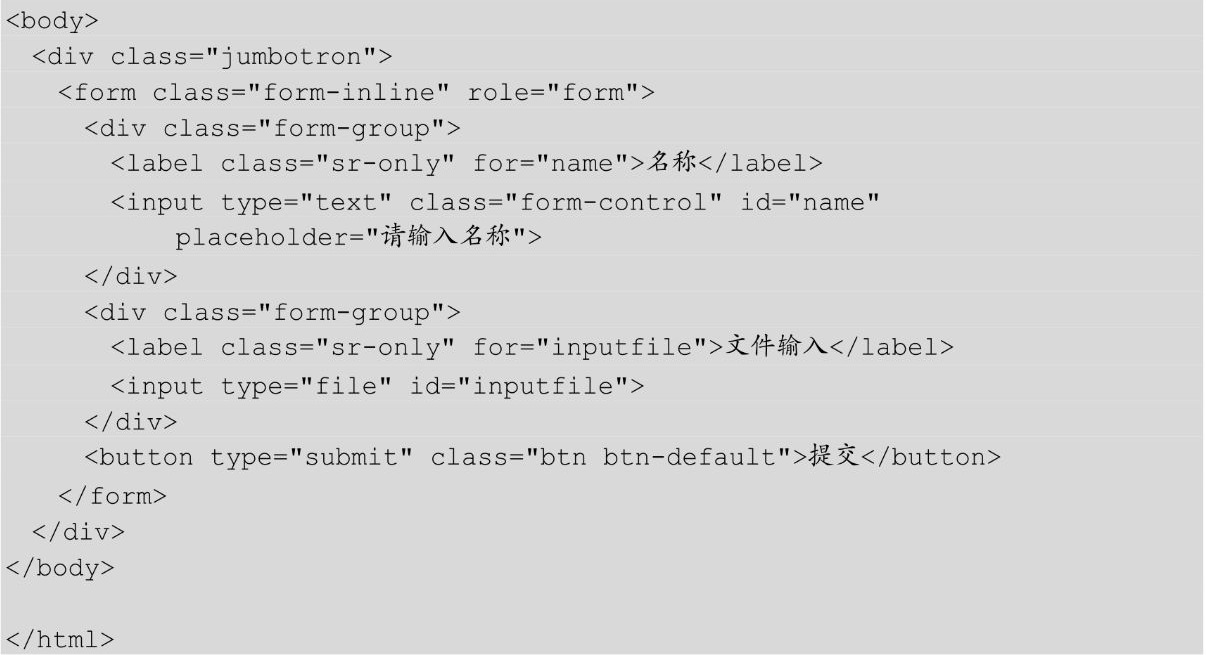 <body>
  <div class="jumbotron">
    <form class="form-inline" role="form">
      <div class="form-group">
        <label class="sr-only" for="name">名称</label>
        <input type="text" class="form-control" id="name"
             placeholder="请输入名称">
      </div>
      <div class="form-group">
        <label class="sr-only" for="inputfile">文件输入</label>
        <input type="file" id="inputfile">
      </div>
      <button type="submit" class="btn btn-default">提交</button>
    </form>
  </div>
</body>

</html>